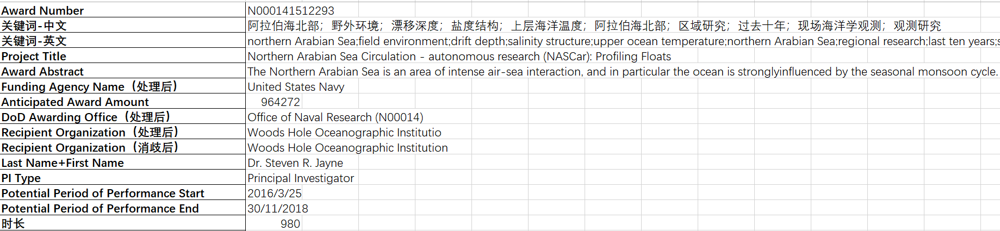 Award Number N000141512293
关键词-中文 阿拉伯海北部；野外环境；漂移深度；盐度结构；上层海洋温度；阿拉伯海北部；区域研究；过去十年；现场海洋学观测；观测研究
关键词-英文 northern Arabian Sea;field environment;drift depth;salinity structure;upper ocean temperature;northern Arabian Sea;regional research;last ten years;s
Project Title Northern Arabian Sea Circulation - autonomous research (NASCar): Profiling Floats
Award Abstract The Northern Arabian Sea is an area of intense air-sea interaction, and in particular the ocean is stronglyinfluenced by the seasonal monsoon cycle.
Funding Agency Name（处理后） United States Navy
Anticipated Award Amount 964272
DoD Awarding Office（处理后） Office of Naval Research (N00014)
Recipient Organization（处理后） Woods Hole Oceanographic Institutio
Recipient Organization（消歧后） Woods Hole Oceanographic Institution
Last Name+First Name Dr. Steven R. Jayne
PI Type Principal Investigator
Potential Period of Performance Start 2016/3/25
Potential Period of Performance End 30/11/2018
时长 980